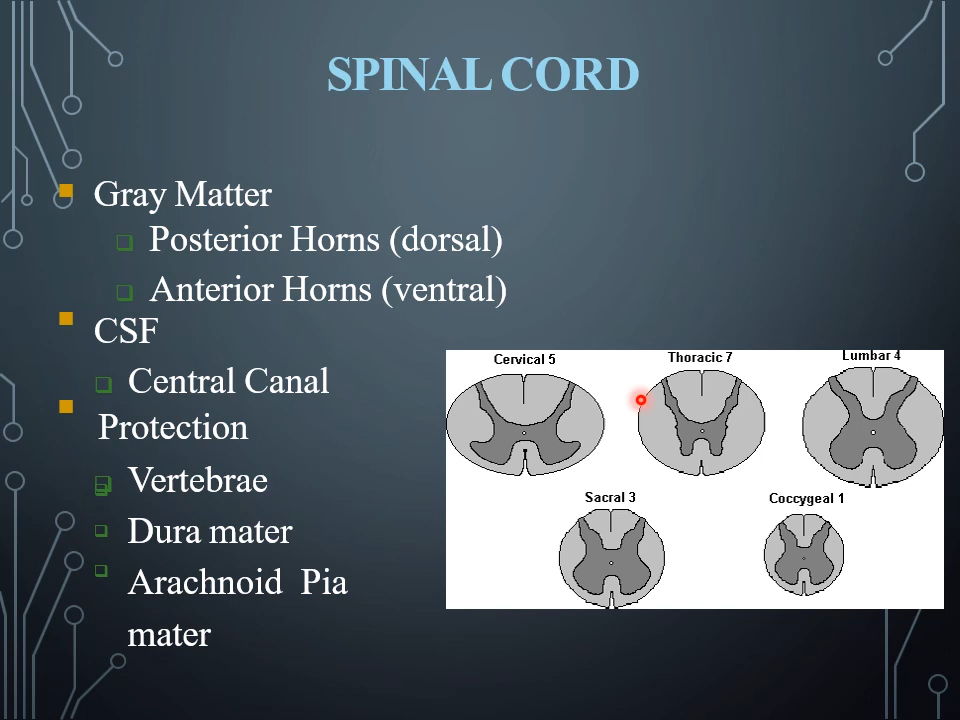 SPINAL CORD
Gray Matter
Posterior Horns (dorsal)
Anterior Horns (ventral)
CSF
Central Canal
Protection
Vertebrae
Dura mater
Arachnoid Pia
mater
Cervical 5
Thoracic 7
Lumbar 4
Sacral 3
Coccygeal 1